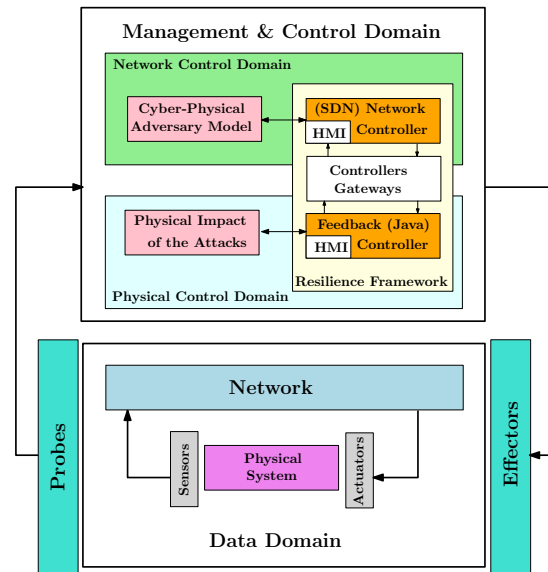 Management & Control Domain
Network Control Domain
Cyber-Physical
Adversary Model
(SDN) Network
HMI
Controller
Controllers
Gateways
Physical Impact
of the Attacks
Feedback (Java)
HMI
Controller
Resilience Framework
Physical Control Domain
Probes
Network
Sensors
Physical
System
Actuators
Data Domain
Effectors